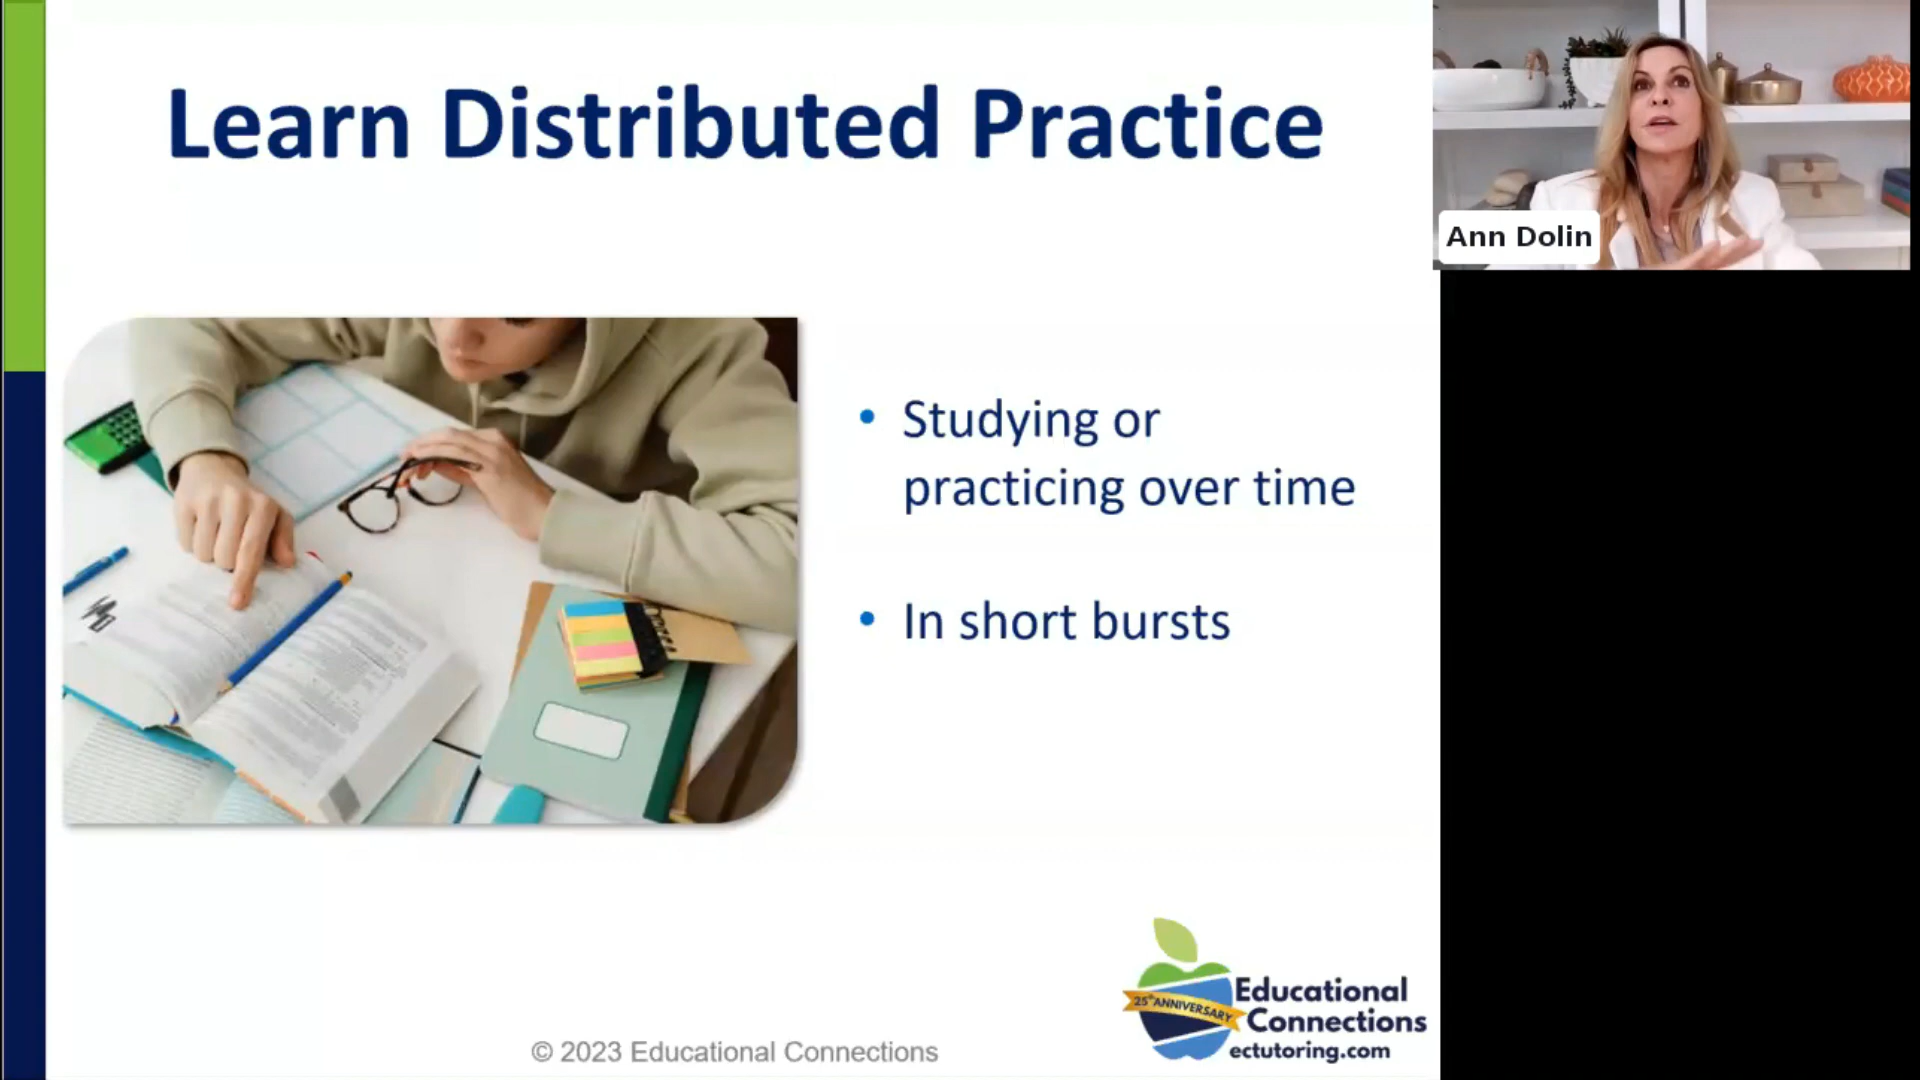 Learn Distributed Practice
Ann Dolin
• Studying or
practicing over time
• In short bursts
25th ANNIVERSARY
Educational
Connections
ectutoring.com
© 2023 Educational Connections